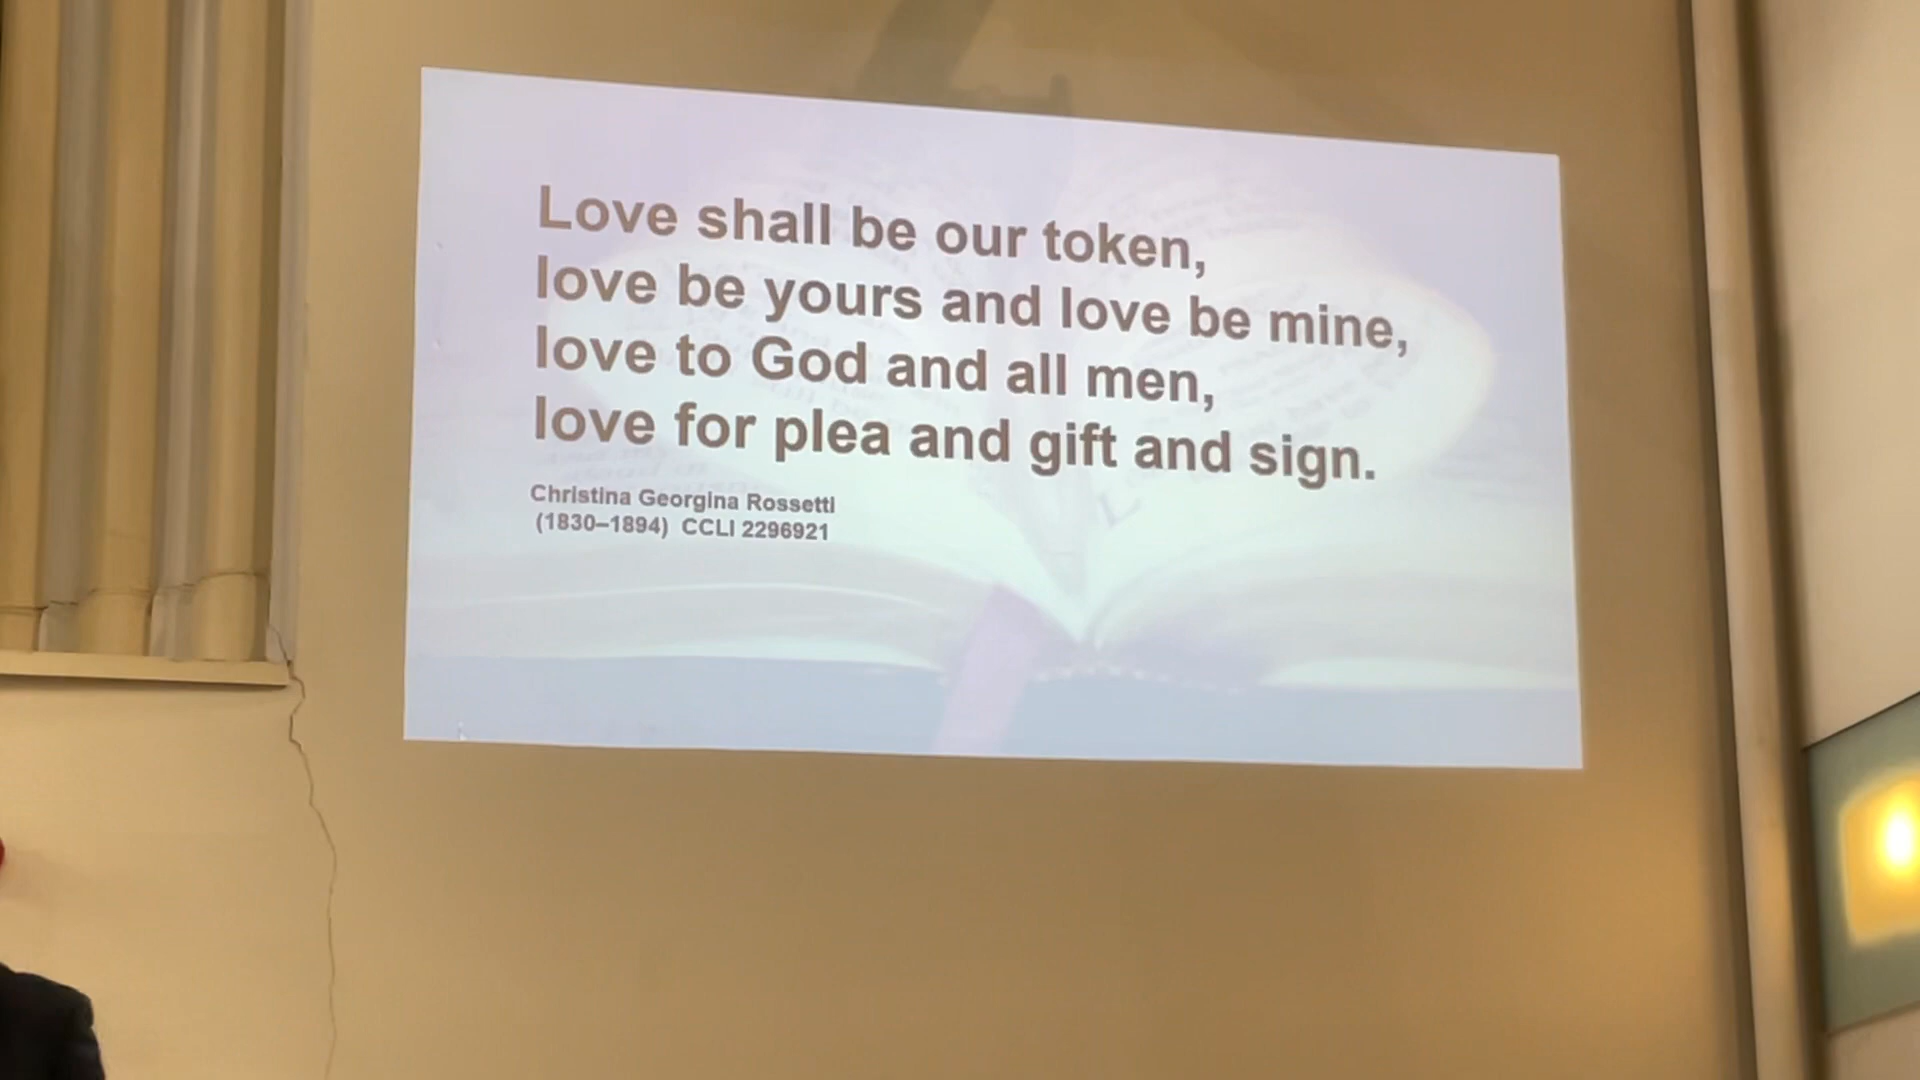 Love shall be our token,
love be yours and love be mine,
love to God and all men,
love for plea and gift and sign.
Christina Georgina Rossetti
(1830–1894) CCLI 2296921